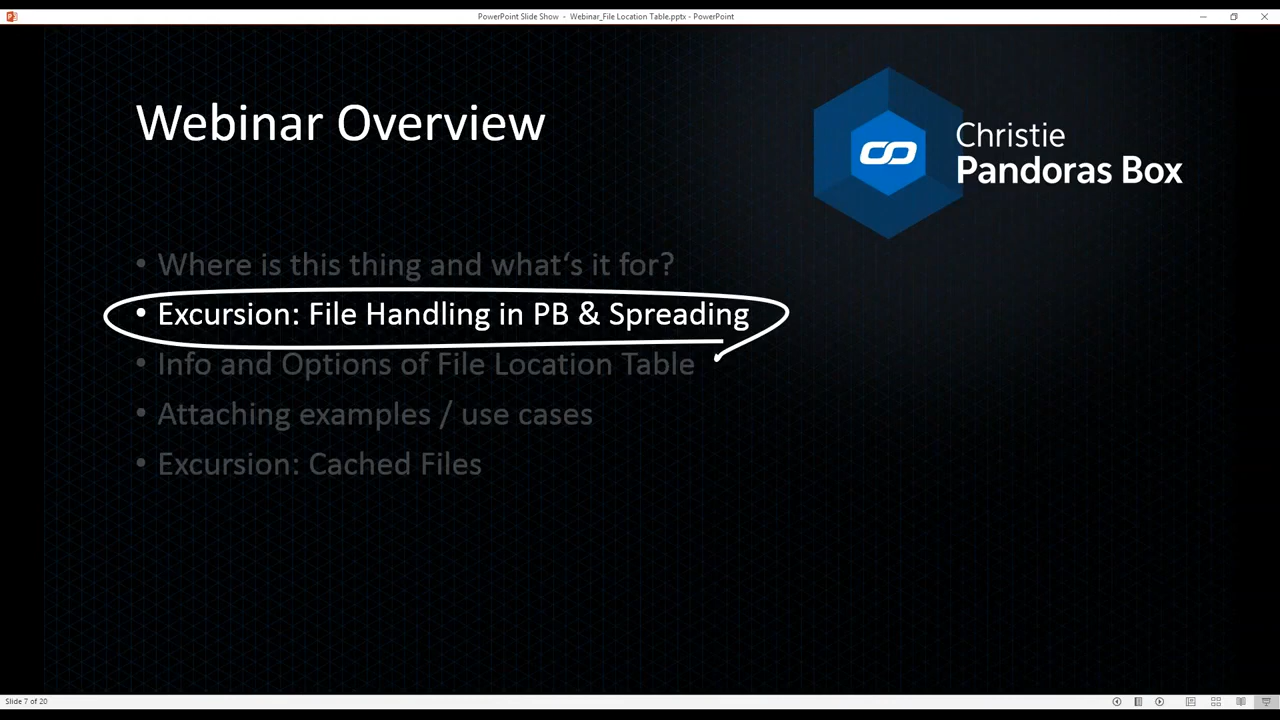 PowerPoint Slide Show - Webinar_File Location Table.pptx - PowerPoint
Webinar Overview
Christie
Pandoras Box
• Where is this thing and what‘s it for?
• Excursion: File Handling in PB & Spreading
• Info and Options of File Location Table
• Attaching examples / use cases
• Excursion: Cached Files
Slide 7 of 20